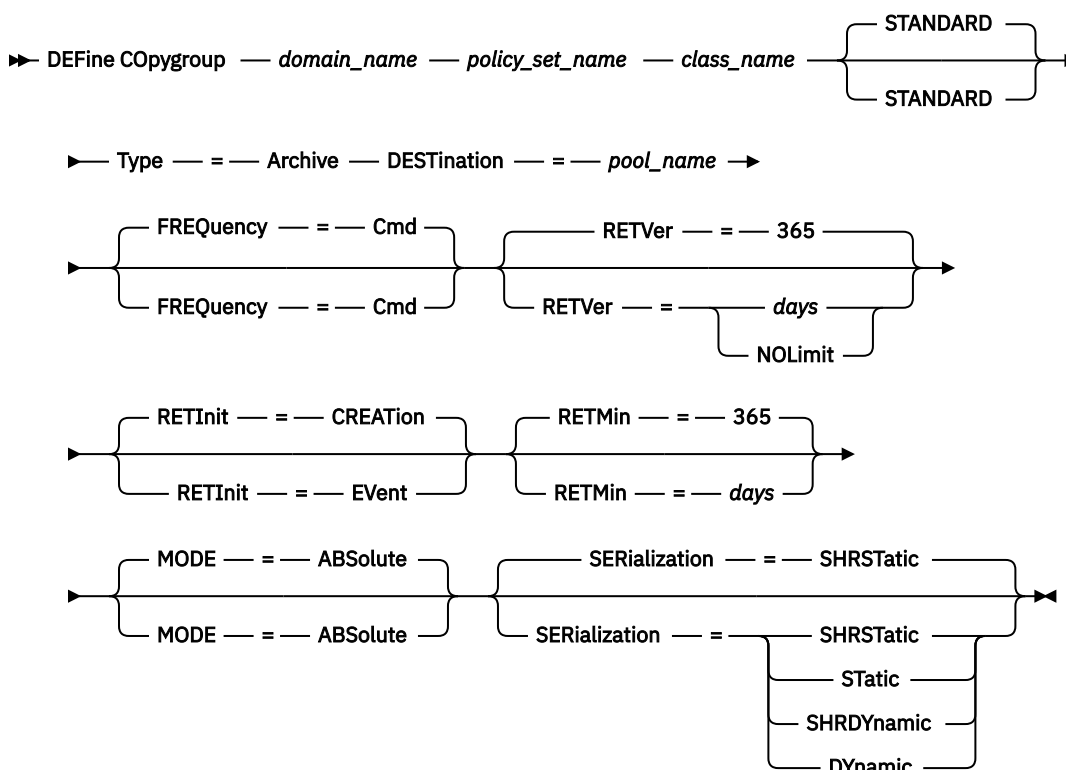 STANDARD
DEFine COpygroup domain_name policy_set_name class_name
STANDARD
Type = Archive DESTination = pool_name
FREQuency = Cmd RETVer = 365
FREQuency = Cmd RETVer = days
NOLimit
RETInit = CREATion RETMin = 365
RETInit = EVent RETMin = days
MODE = ABSolute SERialization = SHRSTatic
MODE = ABSolute SERialization = SHRSTatic
STatic
SHRDYnamic
DYnamic